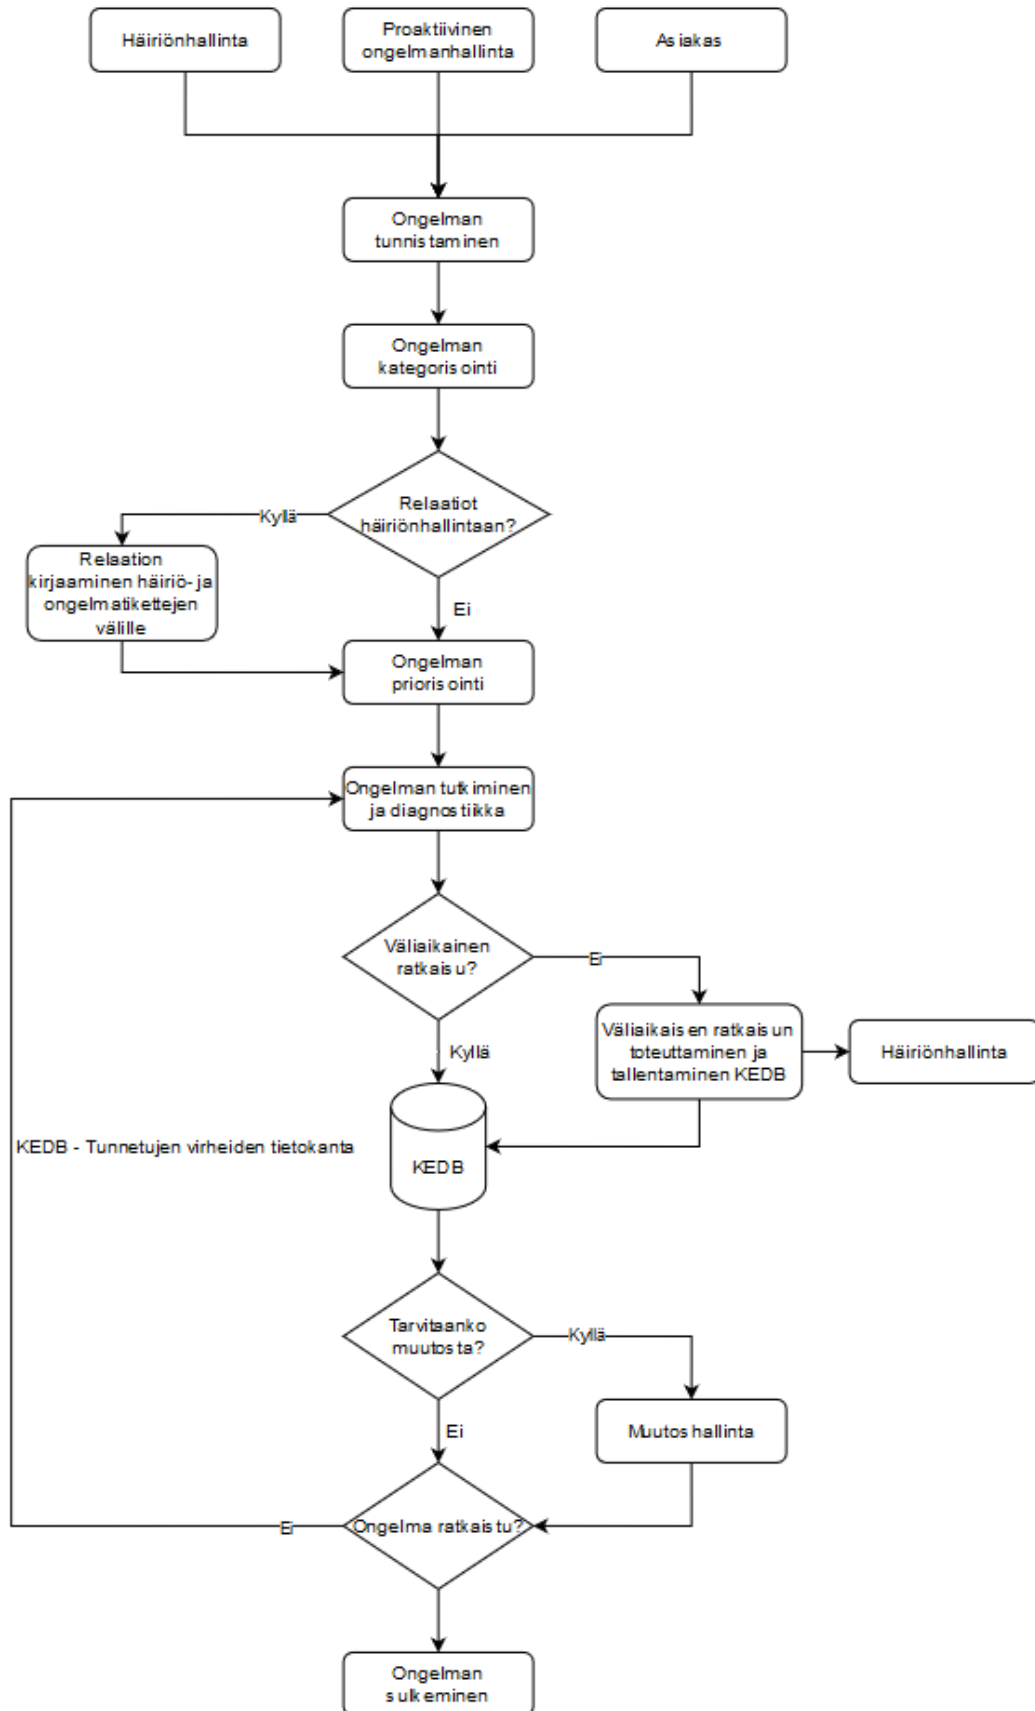 Häiriönhallinta
Proaktiivinen
ongelmanhallinta
Asiakas
Ongelman
tunnistaminen
Ongelman
kategorisointi
Relaatiot
häiriönhallintaan?
Kyllä
Relaation
kirjaaminen häiriö- ja
ongelmatikettejen
välille
Ei
Ongelman
priorisointi
Ongelman tutkiminen
ja diagnostiikka
Väliaikainen
ratkaisu?
Ei
Väliaikaisen ratkaisun
toteuttaminen ja
tallentaminen KEDB
Häiriönhallinta
Kyllä
KEDB - Tunnetujen virheiden tietokanta
KEDB
Tarvitaanko
muutosta?
Kyllä
Ei
Muutoshallinta
Ongelma ratkaistu?
Ei
Ongelman
sulkeminen